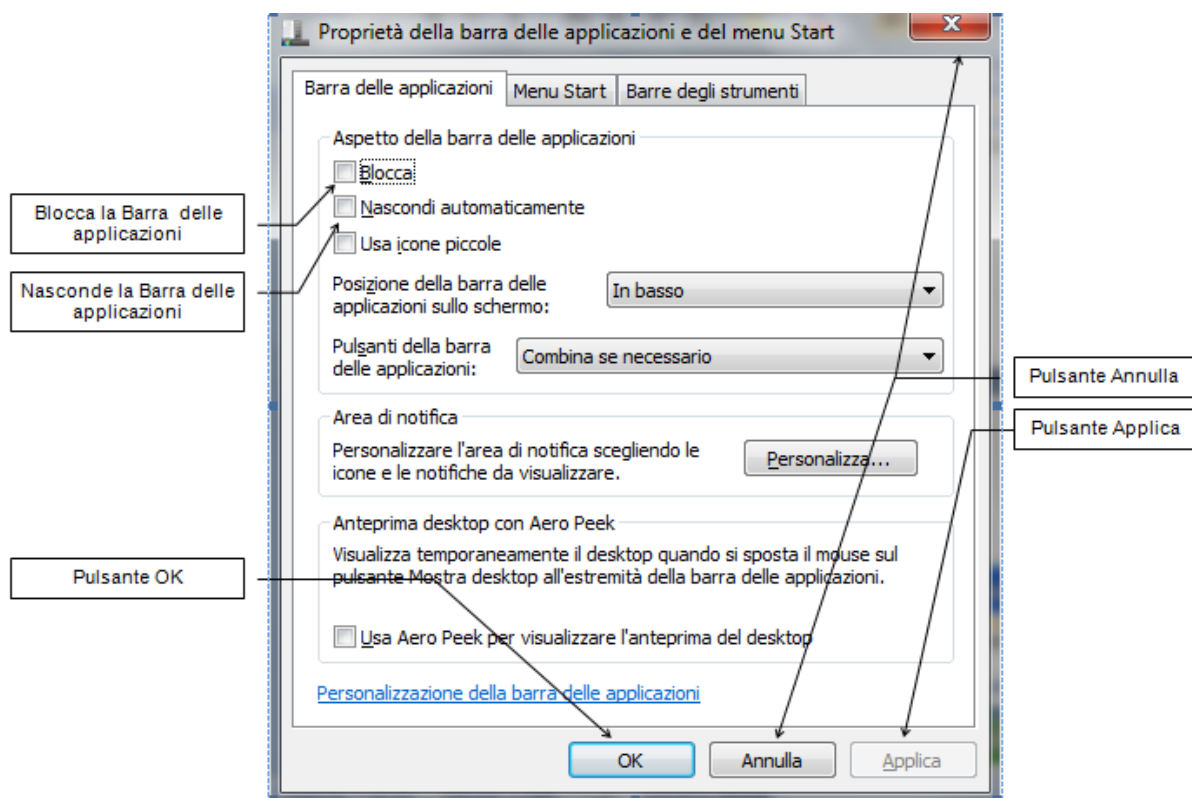 Proprietà della barra delle applicazioni e del menu Start
Barra delle applicazioni
Menu Start
Barre degli strumenti
Aspetto della barra delle applicazioni
Blocca
Nascondi automaticamente
Usa icone piccole
Posizione della barra delle
applicazioni sullo schermo:
In basso
Pulsanti della barra
delle applicazioni:
Combina se necessario
Area di notifica
Personalizzare l'area di notifica scegliendo le
icone e le notifiche da visualizzare.
Personalizza...
Anteprima desktop con Aero Peek
Visualizza temporaneamente il desktop quando si sposta il mouse sul
pulsante Mostra desktop all'estremità della barra delle applicazioni.
Usa Aero Peek per visualizzare l'anteprima del desktop
Personalizzazione della barra delle applicazioni
OK
Annulla
Applica
Blocca la Barra delle
applicazioni
Nasconde la Barra delle
applicazioni
Pulsante OK
Pulsante Annulla
Pulsante Applica